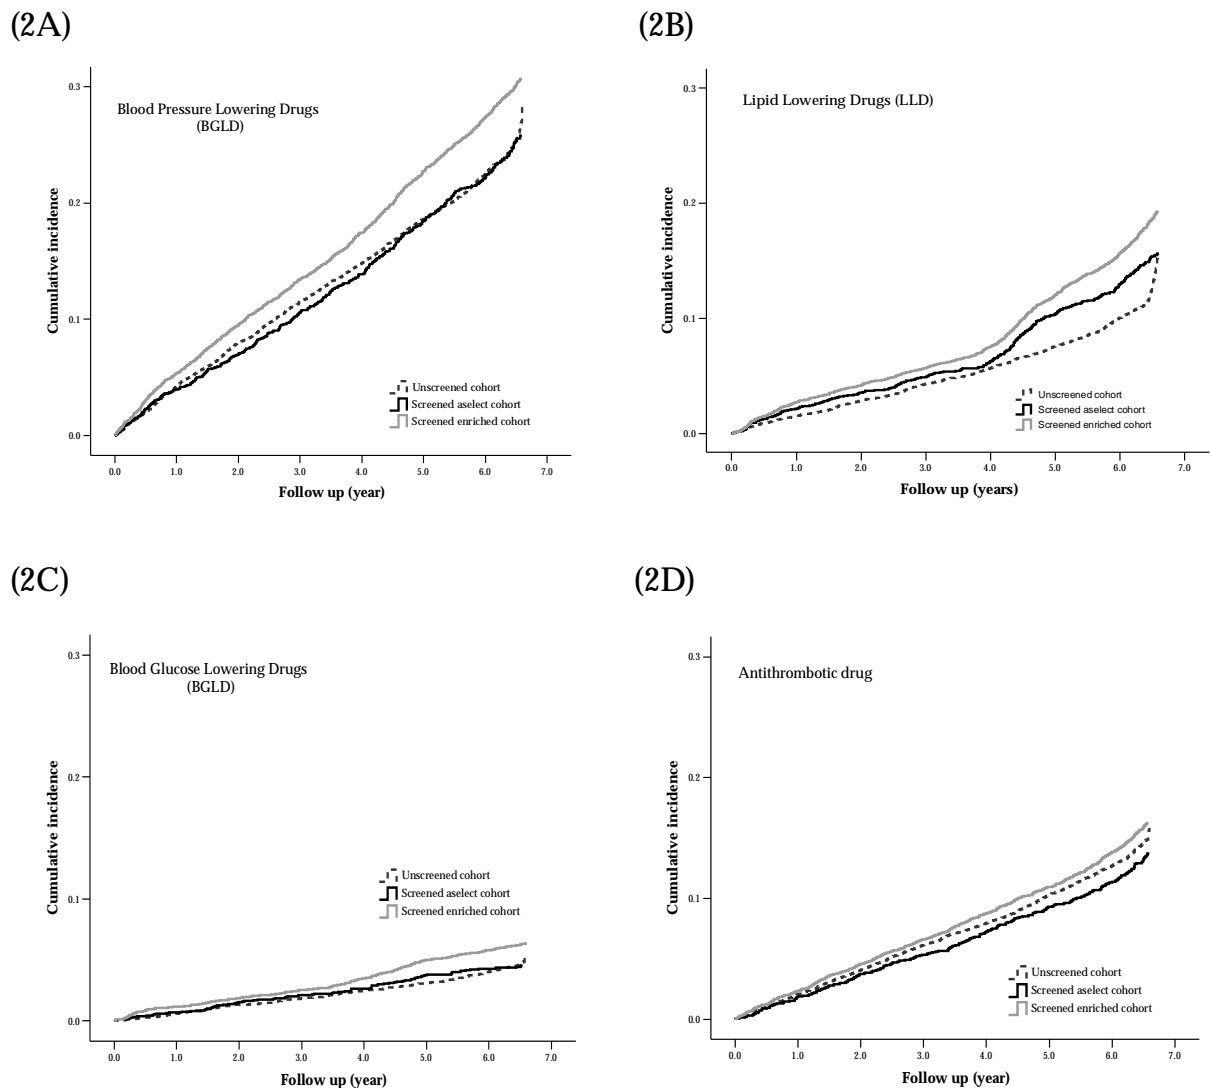 (2A)
Blood Pressure Lowering Drugs
(BGLD)
Cumulative incidence
0.3
0.2
0.1
0.0
Unscreened cohort
Screened aselect cohort
Screened enriched cohort
0.0 1.0 2.0 3.0 4.0 5.0 6.0 7.0
Follow up (year)
(2B)
Lipid Lowering Drugs (LLD)
Cumulative incidence
0.3
0.2
0.1
0.0
Unscreened cohort
Screened aselect cohort
Screened enriched cohort
0.0 1.0 2.0 3.0 4.0 5.0 6.0 7.0
Follow up (years)
(2C)
Blood Glucose Lowering Drugs
(BGLD)
Cumulative incidence
0.3
0.2
0.1
0.0
Unscreened cohort
Screened aselect cohort
Screened enriched cohort
0.0 1.0 2.0 3.0 4.0 5.0 6.0 7.0
Follow up (year)
(2D)
Antithrombotic drug
Cumulative incidence
0.3
0.2
0.1
0.0
Unscreened cohort
Screened aselect cohort
Screened enriched cohort
0.0 1.0 2.0 3.0 4.0 5.0 6.0 7.0
Follow up (year)